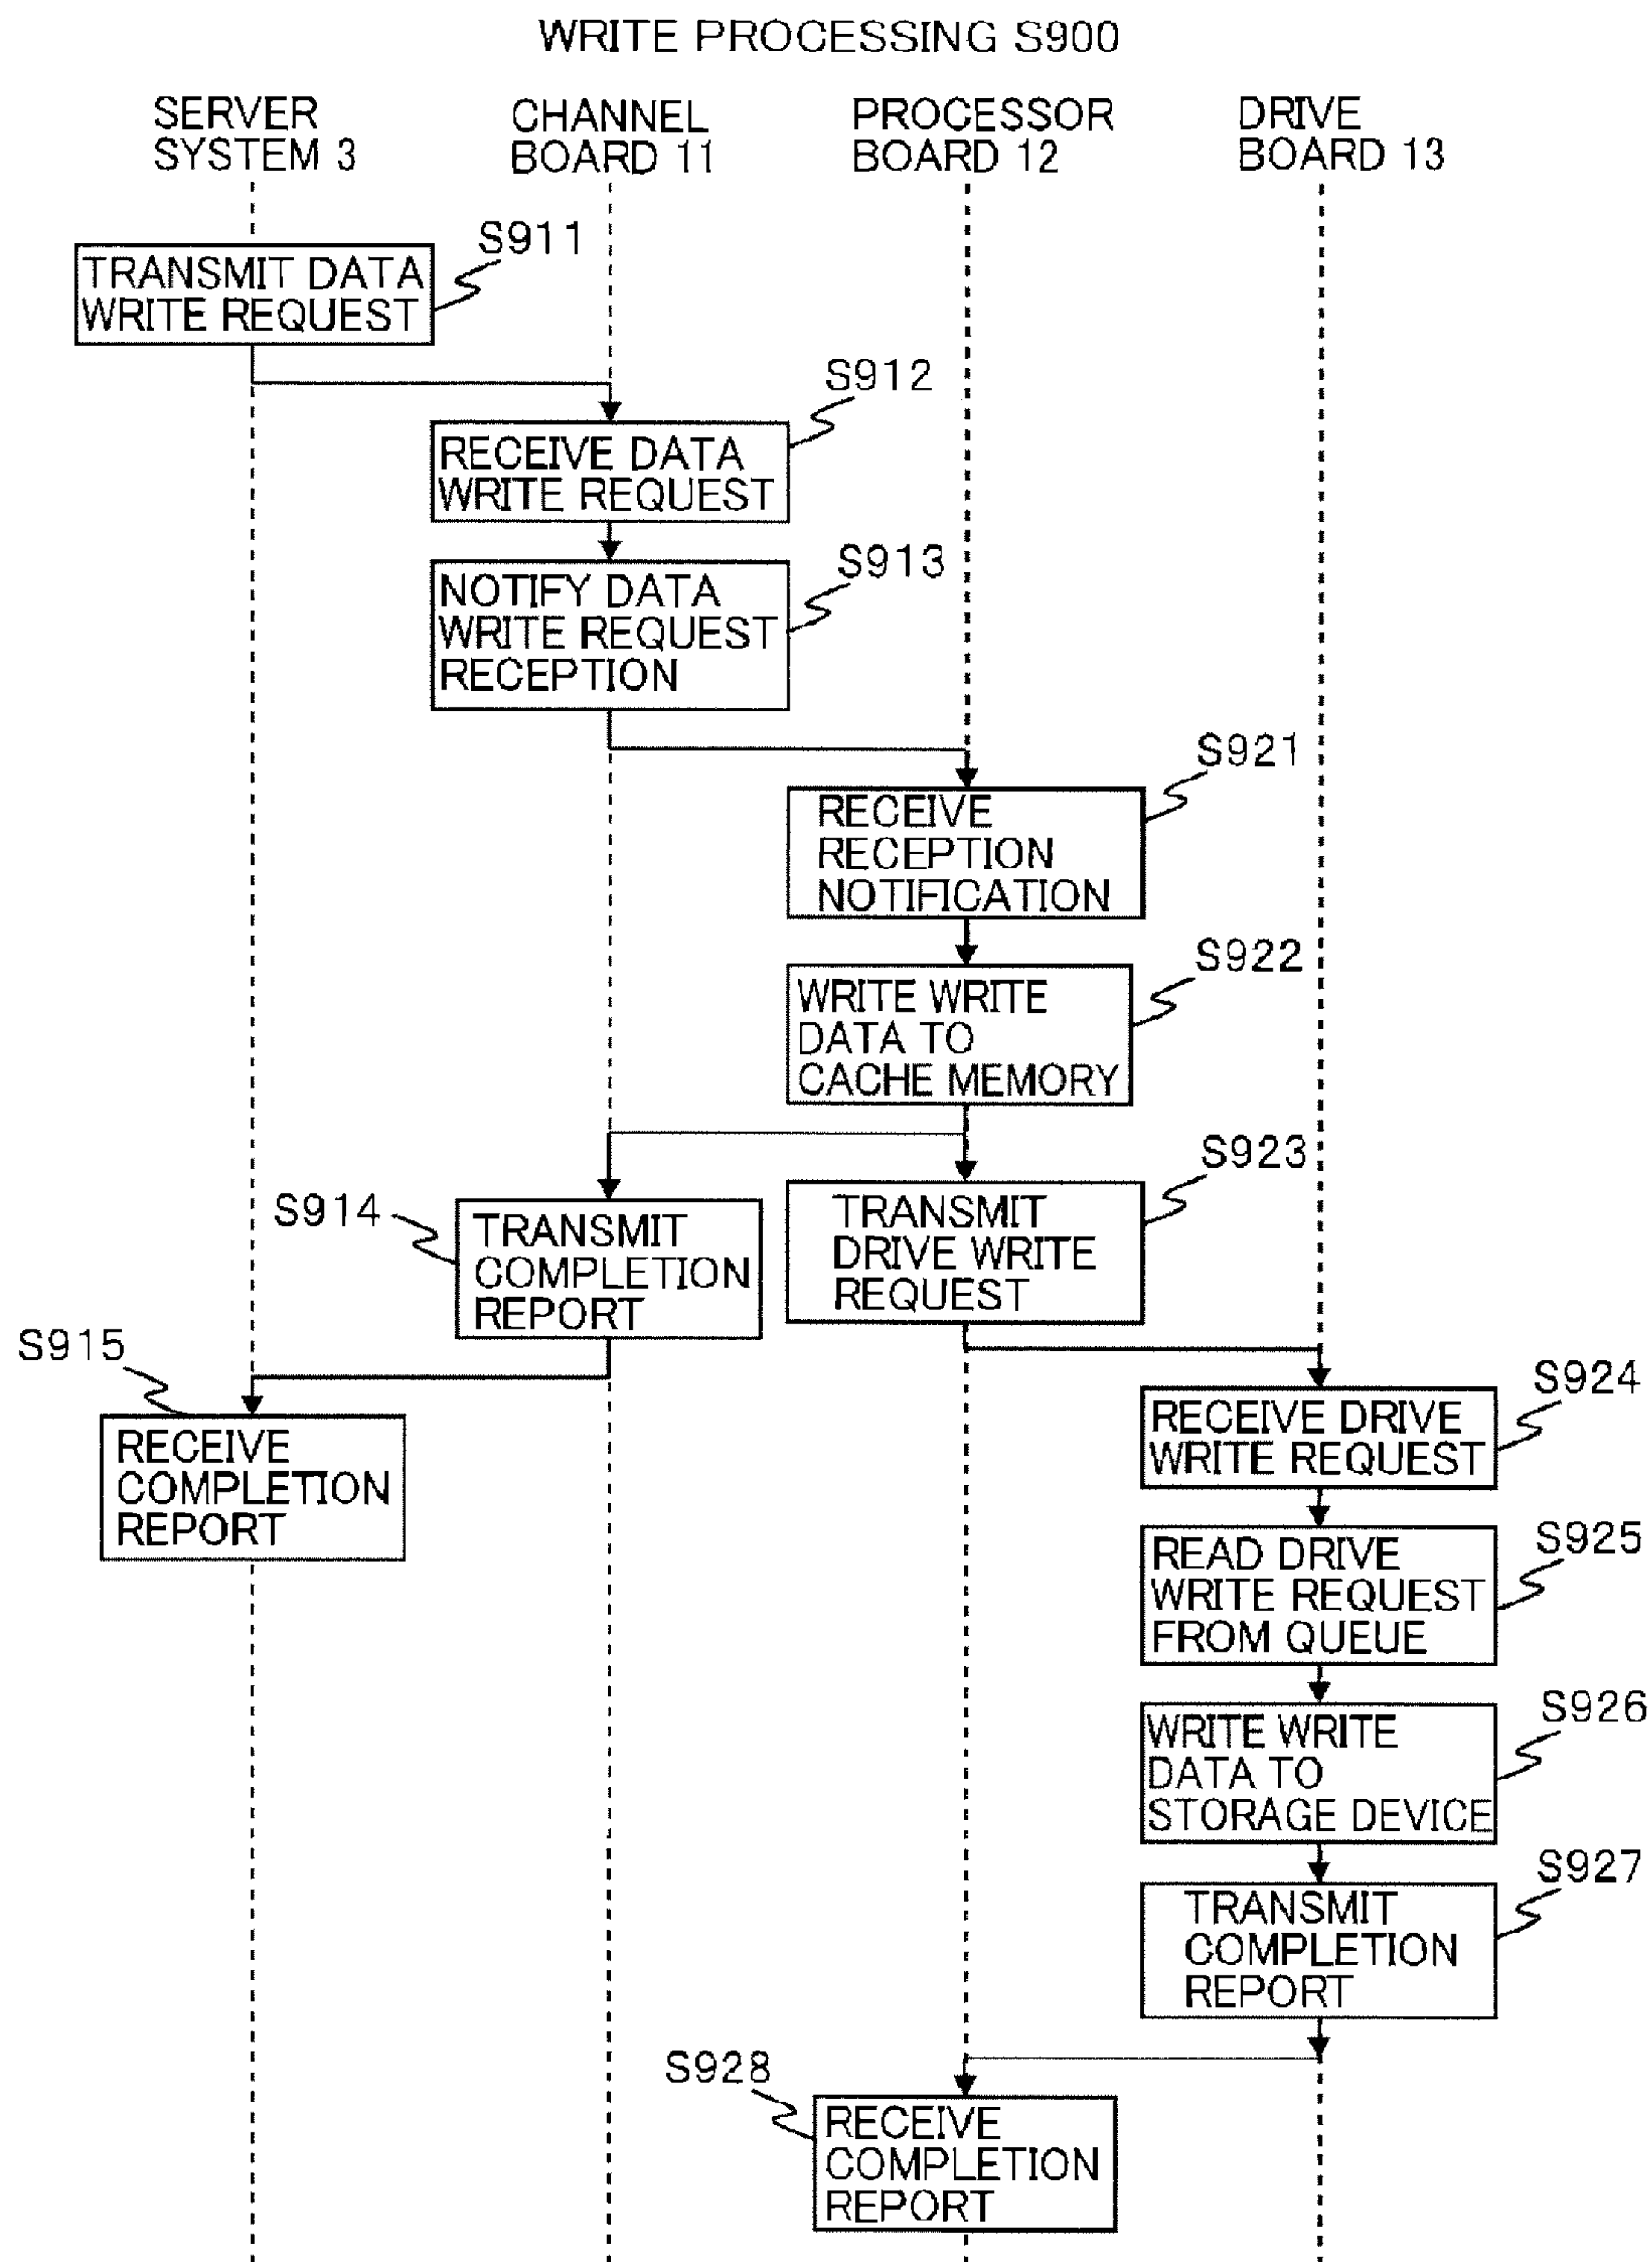 WRITE PROCESSING S900
SERVER
SYSTEM 3
CHANNEL
BOARD 11
PROCESSOR
BOARD 12
DRIVE
BOARD 13
S911
TRANSMIT DATA
WRITE REQUEST
S912
RECEIVE DATA
WRITE REQUEST
S913
NOTIFY DATA
WRITE REQUEST
RECEPTION
S921
RECEIVE
RECEPTION
NOTIFICATION
S922
WRITE WRITE
DATA TO
CACHE MEMORY
S914
TRANSMIT
COMPLETION
REPORT
S923
TRANSMIT
DRIVE WRITE
REQUEST
S915
RECEIVE
COMPLETION
REPORT
S924
RECEIVE DRIVE
WRITE REQUEST
S925
READ DRIVE
WRITE REQUEST
FROM QUEUE
S926
WRITE WRITE
DATA TO
STORAGE DEVICE
S927
TRANSMIT
COMPLETION
REPORT
S928
RECEIVE
COMPLETION
REPORT